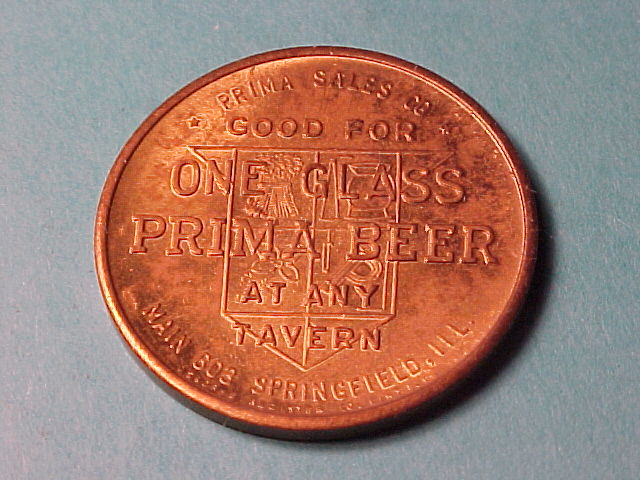 PRIMA SALES CO
GOOD FOR
ONE GLASS
PRIMA BEER
AT ANY
TAVERN
MAIN 608 SPRINGFIELD, ILL.